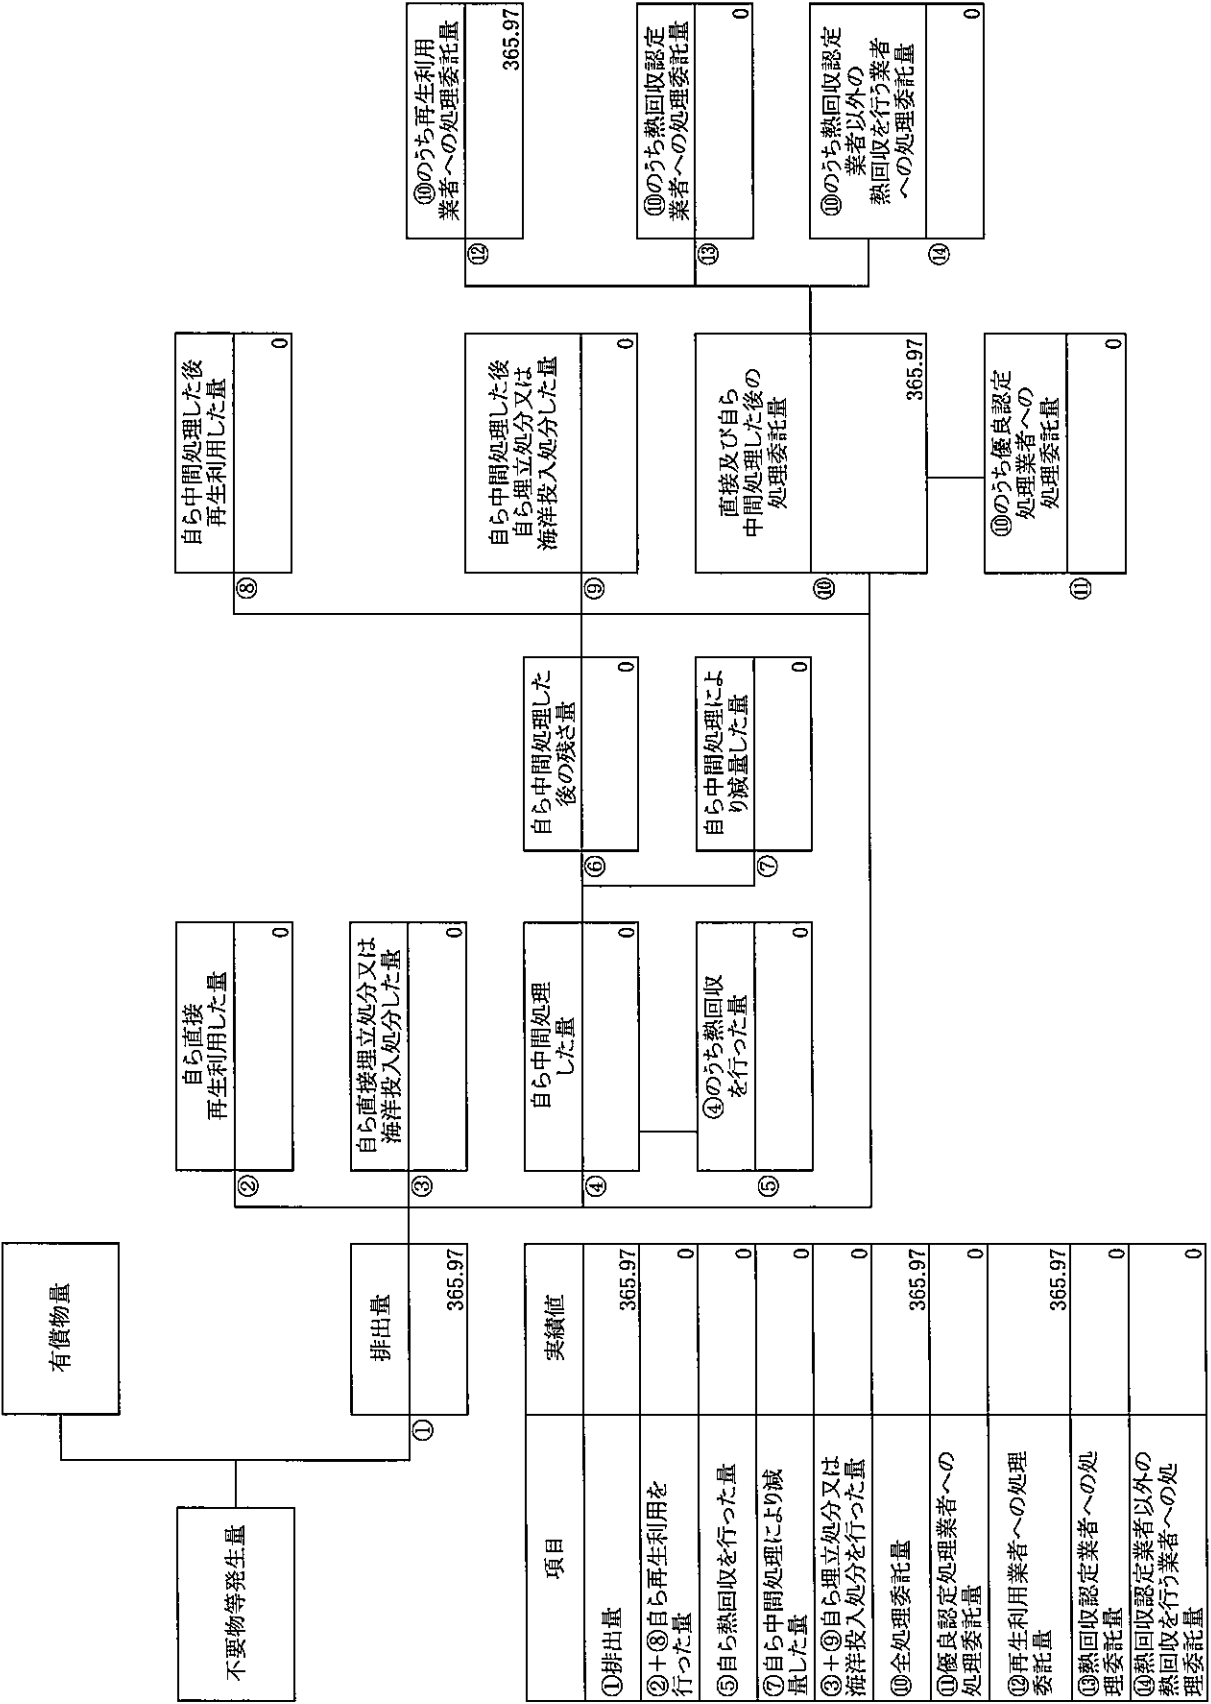 不要物等発生量
有償物量
①
排出量
365.97
②
自ら直接
再生利用した量
0
③
自ら直接埋立処分又は
海洋投入処分した量
0
④
自ら中間処理
した量
0
⑤
④のうち熱回収
を行った量
0
⑥
自ら中間処理した
後の残さ量
0
⑦
自ら中間処理によ
り減量した量
0
⑧
自ら中間処理した後
再生利用した量
0
⑨
自ら中間処理した後
自ら埋立処分又は
海洋投入処分した量
0
⑩
直接及び自ら
中間処理した後の
処理委託量
365.97
⑪
⑩のうち優良認定
処理業者への
処理委託量
0
⑫
⑩のうち再生利用
業者への処理委託量
365.97
⑬
⑩のうち熱回収認定
業者への処理委託量
0
⑭
⑩のうち熱回収認定
業者以外の
熱回収を行う業者
への処理委託量
0
項目
実績値
①排出量
365.97
②+⑧自ら再生利用を
行った量
0
⑤自ら熱回収を行った量
0
⑦自ら中間処理により減
量した量
0
③+⑨自ら埋立処分又は
海洋投入処分を行った量
0
⑩全処理委託量
365.97
⑪優良認定処理業者への
処理委託量
0
⑫再生利用業者への処理
委託量
365.97
⑬熱回収認定業者への処
理委託量
0
⑭熱回収認定業者以外の
熱回収を行う業者への処
理委託量
0